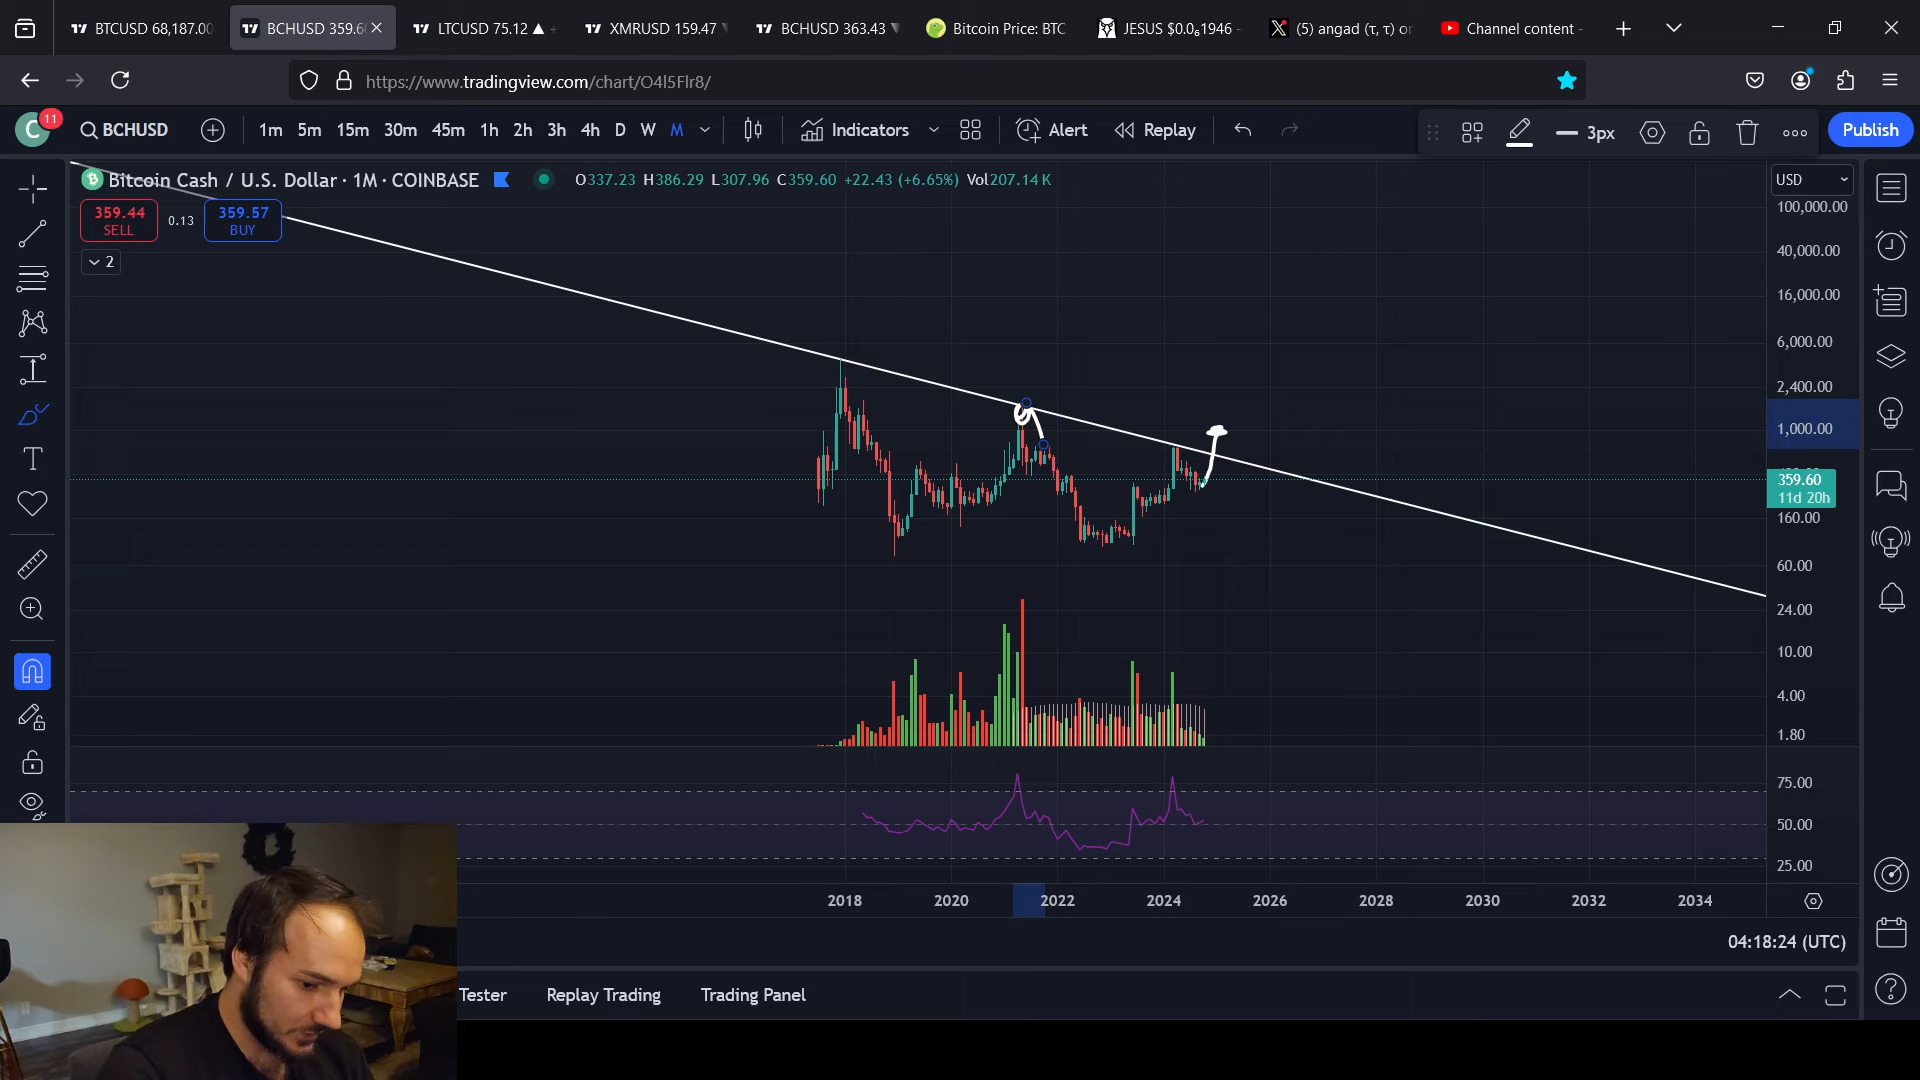 BTCUSD 68,187.00
BCHUSD 359.60
LTCUSD 75.12 ▲ +
XMRUSD 159.47
BCHUSD 363.43 ▼
Bitcoin Price: BTC
JESUS $0.0₆1946 -
(5) angad (τ, τ) or
Channel content -
https://www.tradingview.com/chart/O4l5Flr8/
C 11
BCHUSD
1m 5m 15m 30m 45m 1h 2h 3h 4h D W M
Indicators
Alert
Replay
3px
Publish
Bitcoin Cash / U.S. Dollar · 1M · COINBASE
O337.23 H386.29 L307.96 C359.60 +22.43 (+6.65%) Vol207.14 K
USD
359.44
SELL
0.13
359.57
BUY
2
100,000.00
40,000.00
16,000.00
6,000.00
2,400.00
1,000.00
359.60
11d 20h
160.00
60.00
24.00
10.00
4.00
1.80
75.00
50.00
25.00
2018 2020 2022 2024 2026 2028 2030 2032 2034
04:18:24 (UTC)
Tester
Replay Trading
Trading Panel